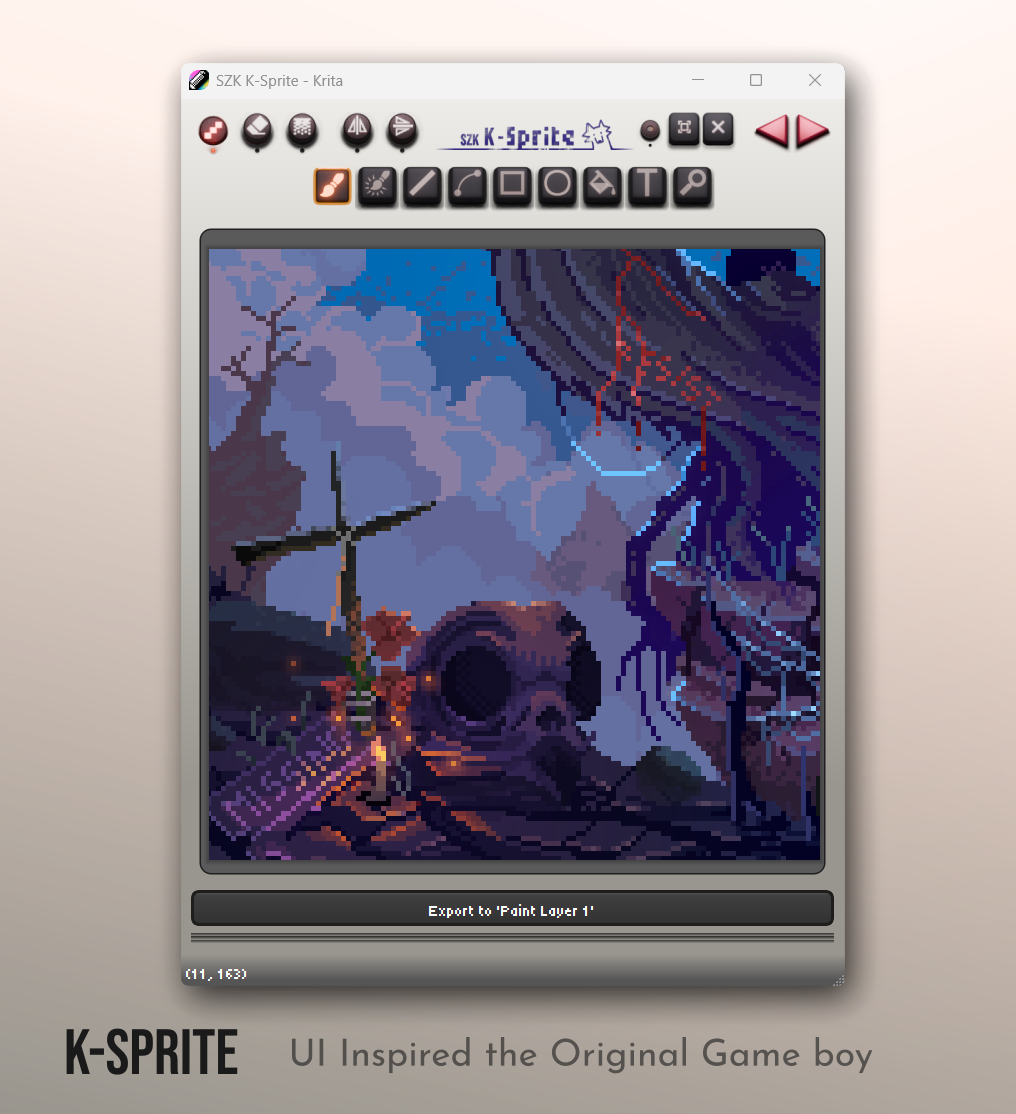 SZK K-Sprite - Krita
SZK K-Sprite
T
Export to 'Paint Layer 1'
(11, 163)
K-SPRITE UI Inspired the Original Game boy